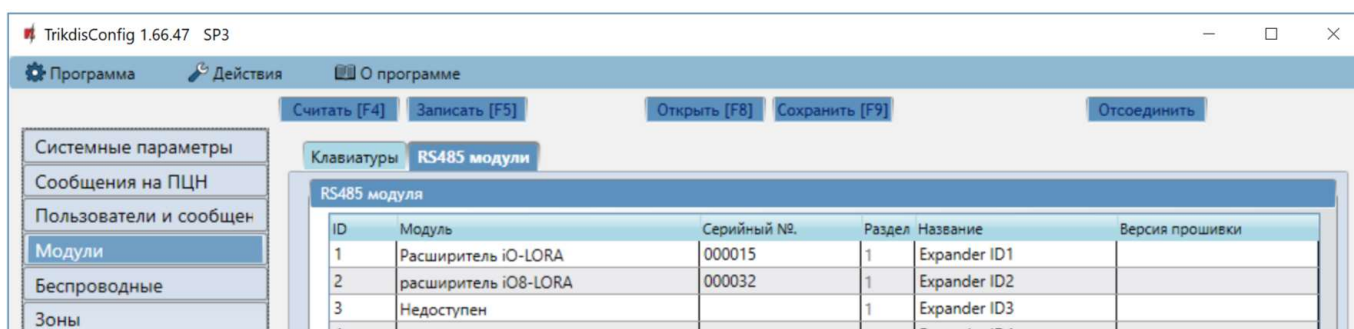 TrikdisConfig 1.66.47 SP3
Программа Действия О программе
Считать [F4] Записать [F5] Открыть [F8] Сохранить [F9] Отсоединить
Системные параметры
Сообщения на ПЦН
Пользователи и сообщен
Модули
Беспроводные
Зоны
Клавиатуры RS485 модули
RS485 модуля
ID Модуль Серийный №. Раздел Название Версия прошивки
1 Расширитель iO-LORA 000015 1 Expander ID1
2 расширитель iO8-LORA 000032 1 Expander ID2
3 Недоступен 1 Expander ID3